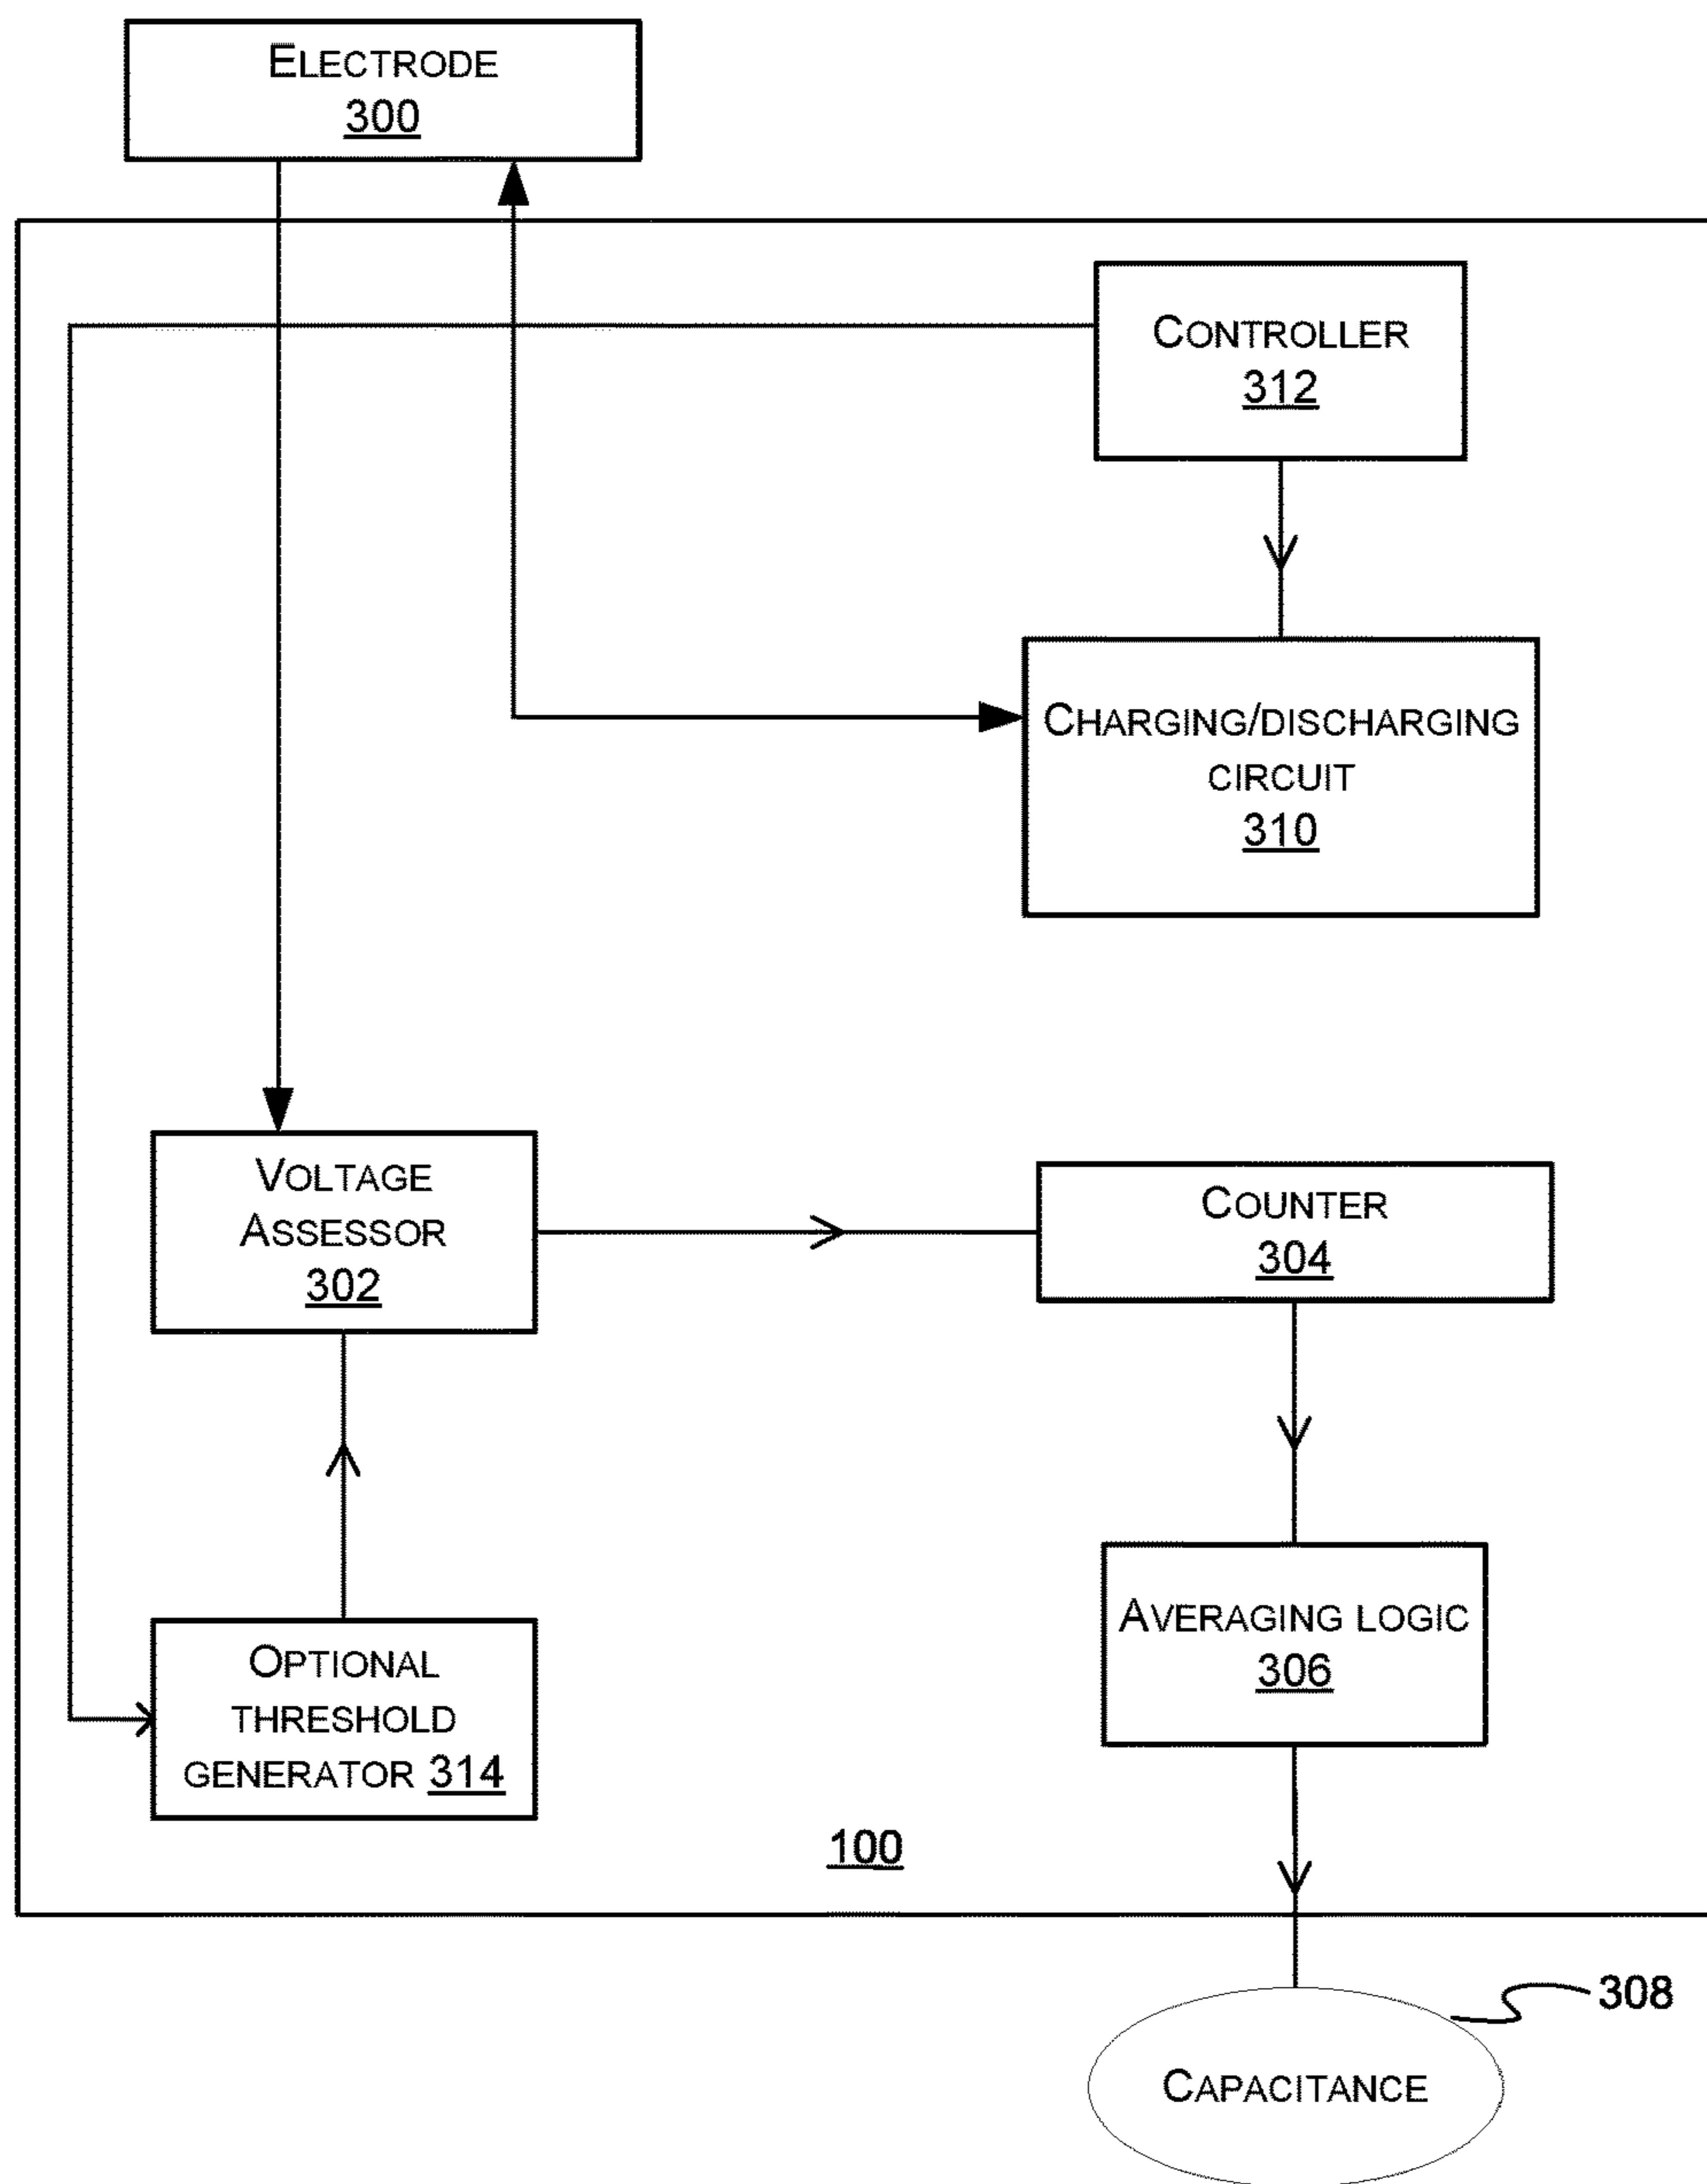 ELECTRODE
300
CONTROLLER
312
CHARGING/DISCHARGING
CIRCUIT
310
VOLTAGE
ASSESSOR
302
COUNTER
304
AVERAGING LOGIC
306
OPTIONAL
THRESHOLD
GENERATOR 314
100
308
CAPACITANCE